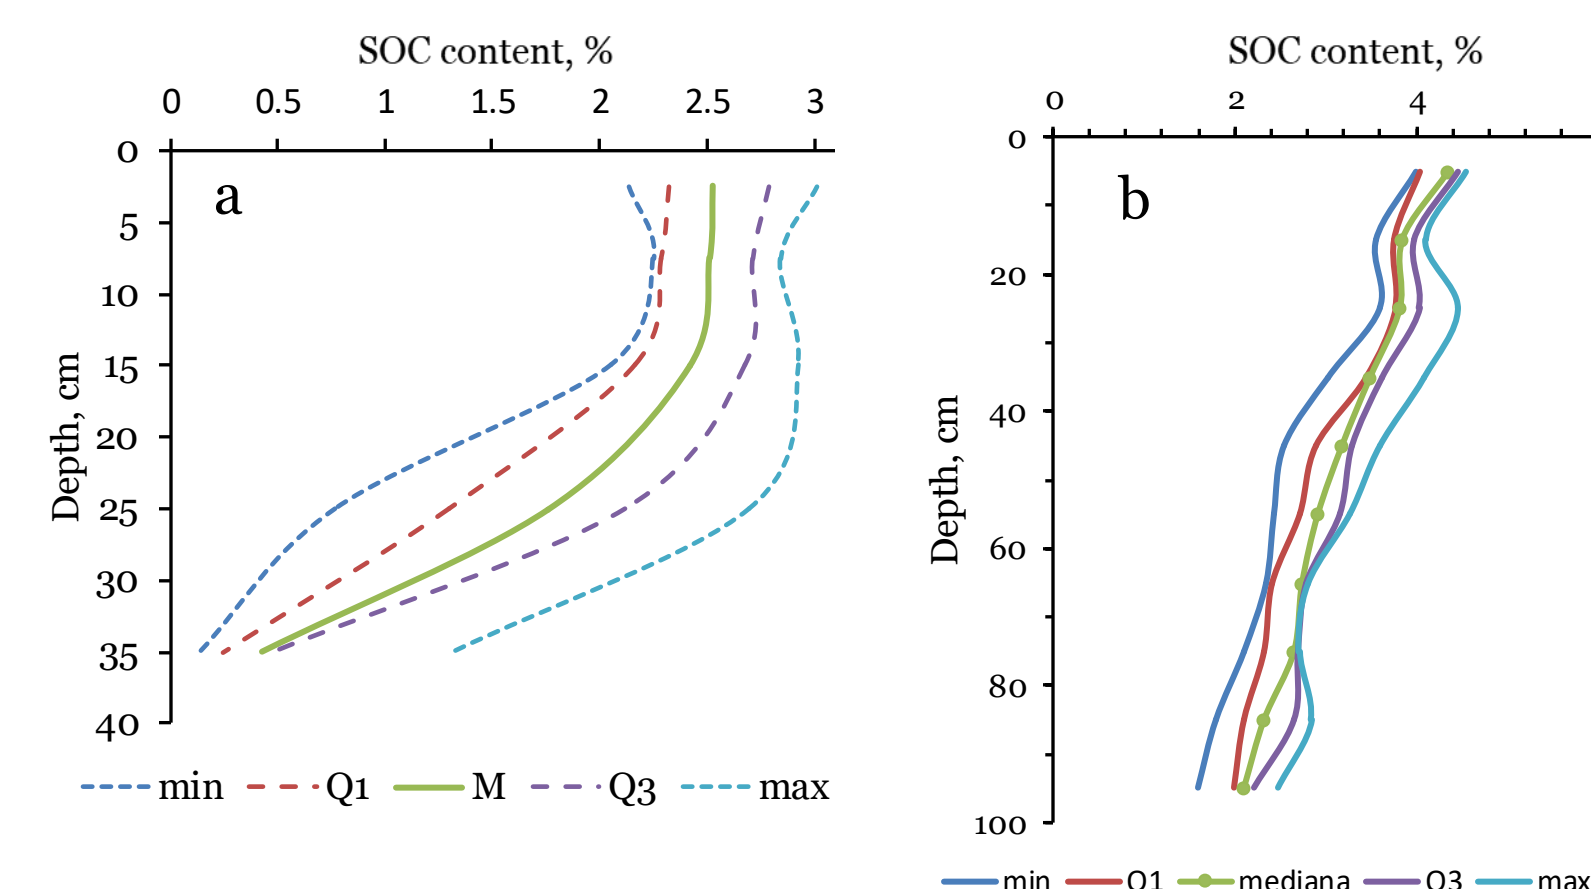 SOC content, %
0 0.5 1 1.5 2 2.5 3
0
5
10
15
20
25
30
35
40
Depth, cm
a
min Q1 M Q3 max
SOC content, %
0 2 4
0
20
40
60
80
100
Depth, cm
b
min Q1 mediana Q3 max